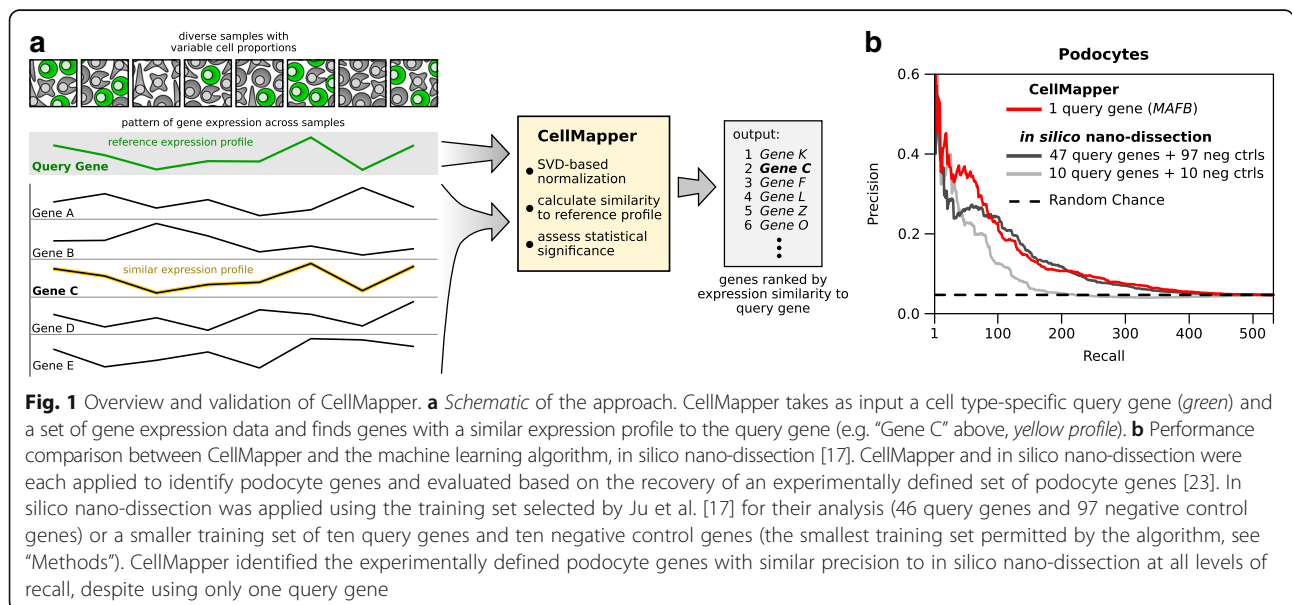 a
diverse samples with
variable cell proportions
pattern of gene expression across samples
reference expression profile
Query Gene
Gene A
Gene B
similar expression profile
Gene C
Gene D
Gene E
CellMapper
● SVD-based
normalization
● calculate similarity
to reference profile
● assess statistical
significance
output:
1 Gene K
2 Gene C
3 Gene F
4 Gene L
5 Gene Z
6 Gene O
genes ranked by
expression similarity to
query gene
b
Podocytes
CellMapper
1 query gene (MAFB)
in silico nano-dissection
47 query genes + 97 neg ctrls
10 query genes + 10 neg ctrls
Random Chance
Precision
0.6
0.4
0.2
0.0
1 100 200 300 400 500
Recall
Fig. 1 Overview and validation of CellMapper. a Schematic of the approach. CellMapper takes as input a cell type-specific query gene (green) and
a set of gene expression data and finds genes with a similar expression profile to the query gene (e.g. “Gene C” above, yellow profile). b Performance
comparison between CellMapper and the machine learning algorithm, in silico nano-dissection [17]. CellMapper and in silico nano-dissection were
each applied to identify podocyte genes and evaluated based on the recovery of an experimentally defined set of podocyte genes [23]. In
silico nano-dissection was applied using the training set selected by Ju et al. [17] for their analysis (46 query genes and 97 negative control
genes) or a smaller training set of ten query genes and ten negative control genes (the smallest training set permitted by the algorithm, see
“Methods”). CellMapper identified the experimentally defined podocyte genes with similar precision to in silico nano-dissection at all levels of
recall, despite using only one query gene